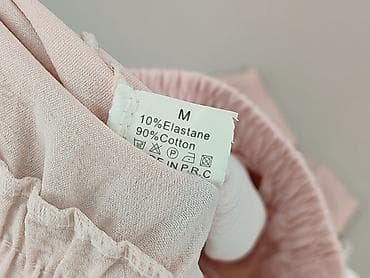 M
10%Elastane
90%Cotton
IN P.R.C